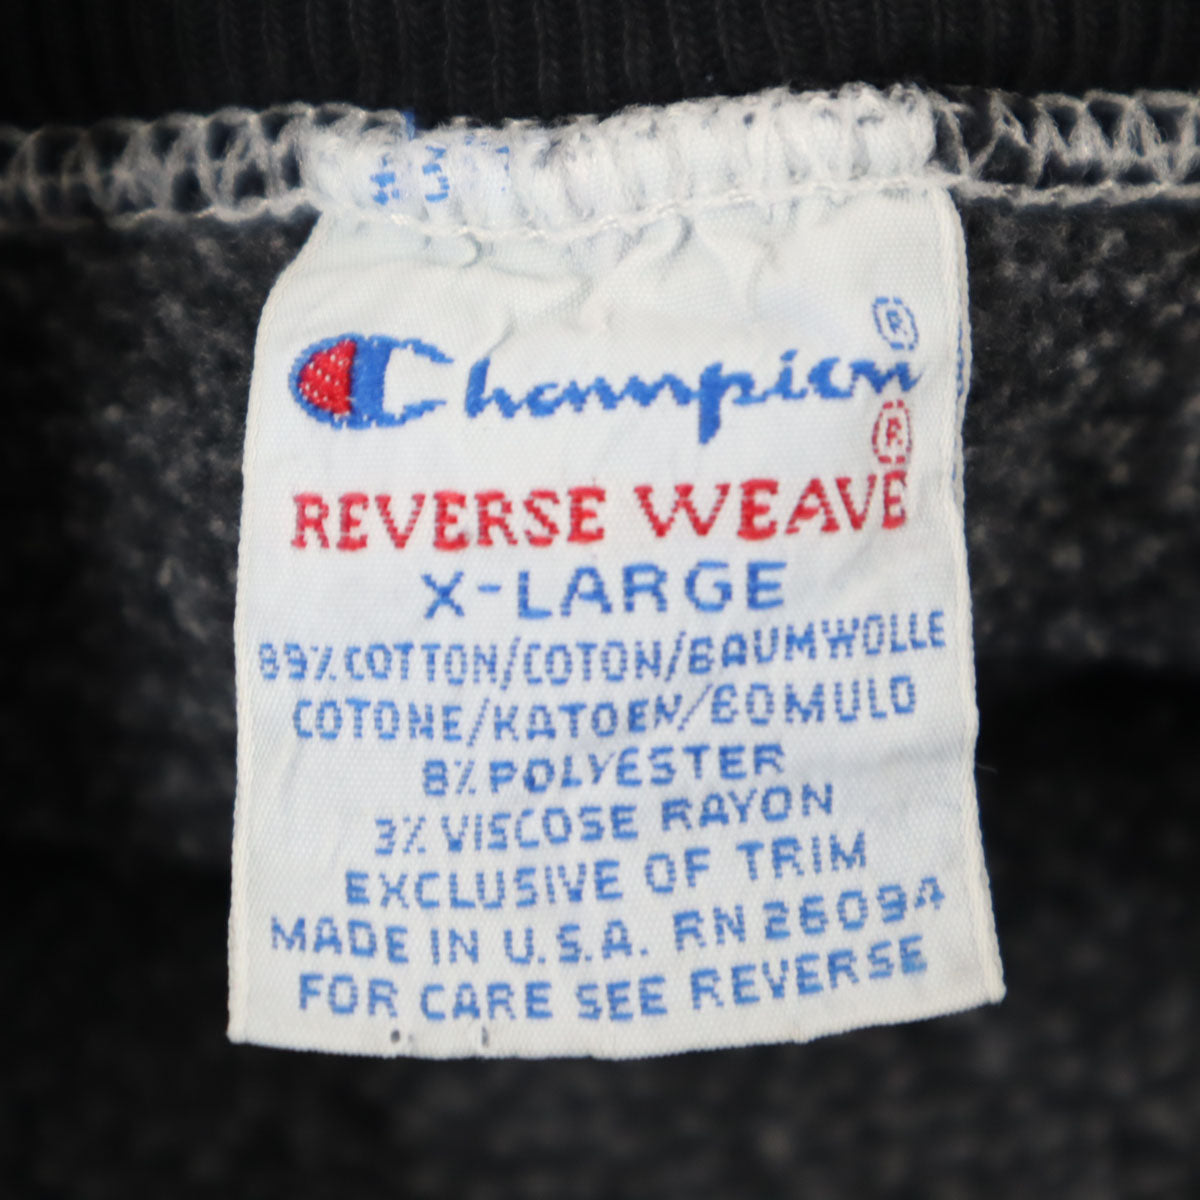 Champion ®
REVERSE WEAVE ®
X-LARGE
89% COTTON/COTON/BAUMWOLLE
COTONE/KATOEN/BOMULD
8% POLYESTER
3% VISCOSE RAYON
EXCLUSIVE OF TRIM
MADE IN U.S.A. RN 26094
FOR CARE SEE REVERSE